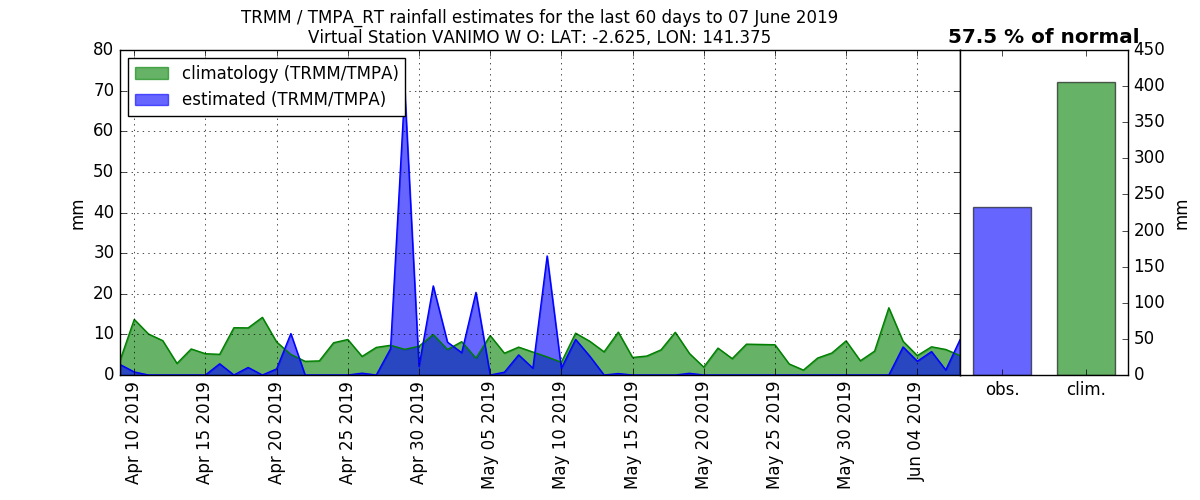 TRMM / TMPA_RT rainfall estimates for the last 60 days to 07 June 2019
Virtual Station VANIMO W O: LAT: -2.625, LON: 141.375
57.5 % of normal
climatology (TRMM/TMPA)
estimated (TRMM/TMPA)
mm
80
70
60
50
40
30
20
10
0
Apr 10 2019
Apr 15 2019
Apr 20 2019
Apr 25 2019
Apr 30 2019
May 05 2019
May 10 2019
May 15 2019
May 20 2019
May 25 2019
May 30 2019
Jun 04 2019
obs.
clim.
450
400
350
300
250
200
150
100
50
0
mm